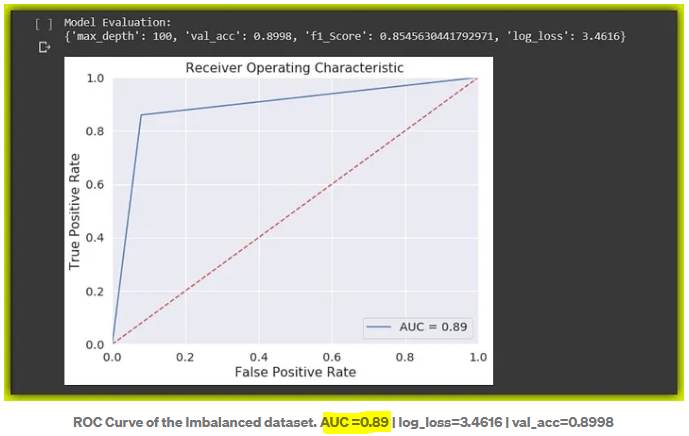 [ ] Model Evaluation:
{'max_depth': 100, 'val_acc': 0.8998, 'f1_Score': 0.8545630441792971, 'log_loss': 3.4616}
Receiver Operating Characteristic
1.0
0.8
0.6
0.4
0.2
0.0
True Positive Rate
AUC = 0.89
0.0 0.2 0.4 0.6 0.8 1.0
False Positive Rate
ROC Curve of the Imbalanced dataset. AUC =0.89 | log_loss=3.4616 | val_acc=0.8998